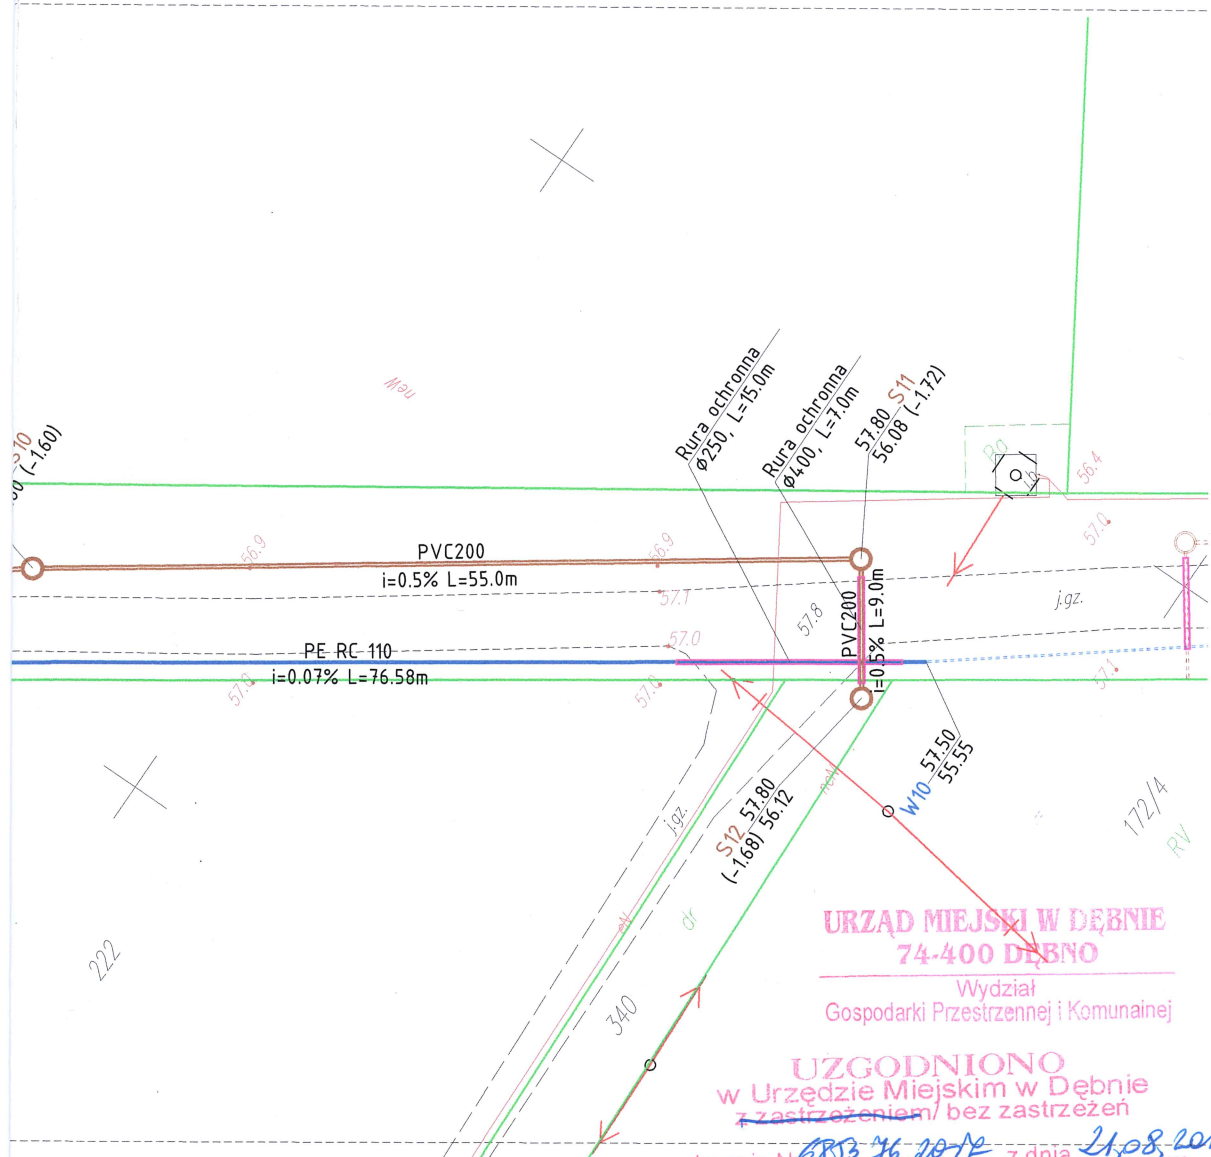 neW
S10
(-1.60)
Rura ochronna
ϕ250, L=15.0m
Rura ochronna
ϕ400, L=7.0m
57.80 S11
56.08 (-1.72)
Ra
56.4
57.0
56.9
PVC200
56.9
i=0.5% L=55.0m
57.1
57.8
PVC200
i=0.5% L=9.0m
j.gz.
57.0
PE RC 110
i=0.07% L=76.58m
57.0
57.0
57.1
W10 57.50
55.55
S12 57.80
(-1.68) 56.12
j.gz.
172/4
RV
eN
dr
222
340
URZĄD MIEJSKI W DĘBNIE
74-400 DĘBNO
Wydział
Gospodarki Przestrzennej i Komunalnej
UZGODNIONO
w Urzędzie Miejskim w Dębnie
z zastrzeżeniem/ bez zastrzeżeń
z dnia 21.08.201